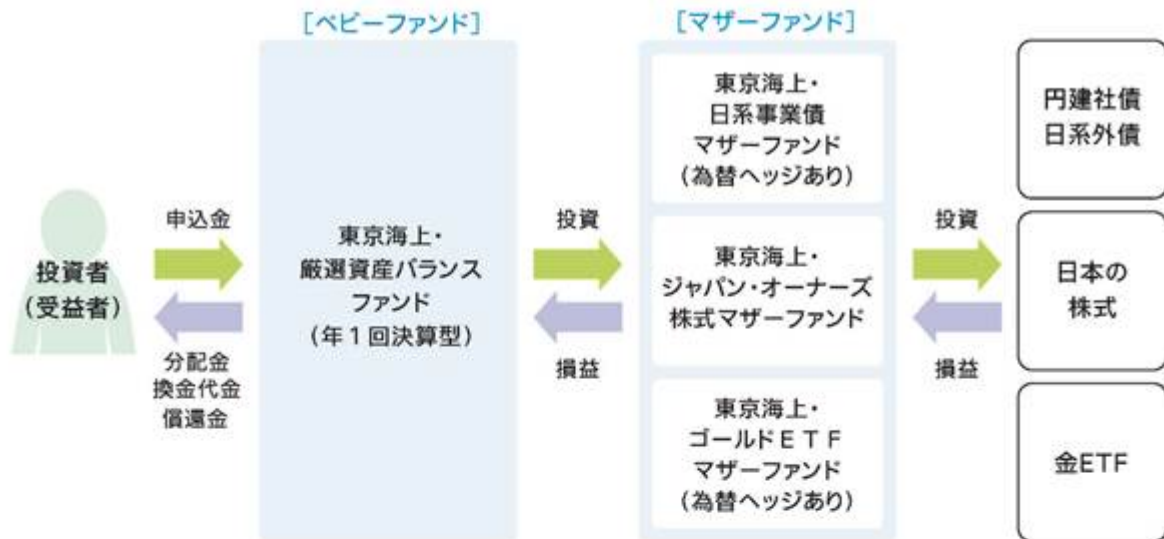 [ベビーファンド]
[マザーファンド]
投資者
(受益者)
申込金
分配金
換金代金
償還金
東京海上・
厳選資産バランス
ファンド
(年1回決算型)
投資
損益
東京海上・
日系事業債
マザーファンド
(為替ヘッジあり)
東京海上・
ジャパン・オーナーズ
株式マザーファンド
東京海上・
ゴールドETF
マザーファンド
(為替ヘッジあり)
投資
損益
円建社債
日系外債
日本の
株式
金ETF